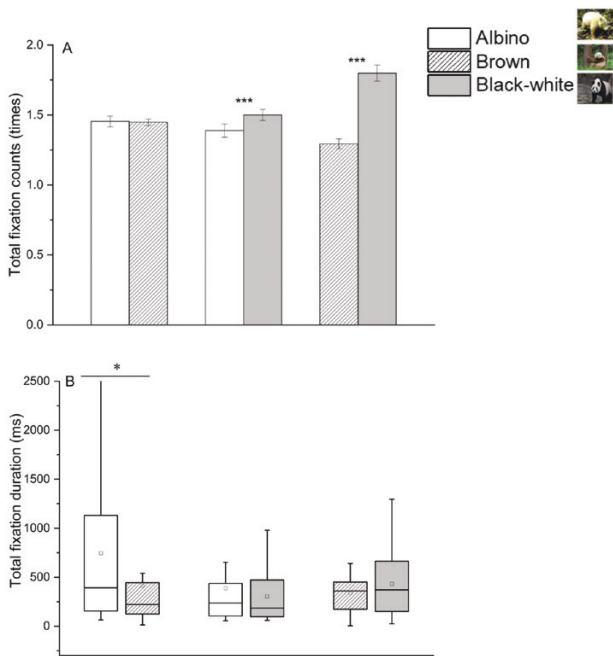 Albino
Brown
Black-white
A
2.0
1.5
1.0
0.5
0.0
Total fixation counts (times)
***
***
B
*
2500
2000
1500
1000
500
0
Total fixation duration (ms)